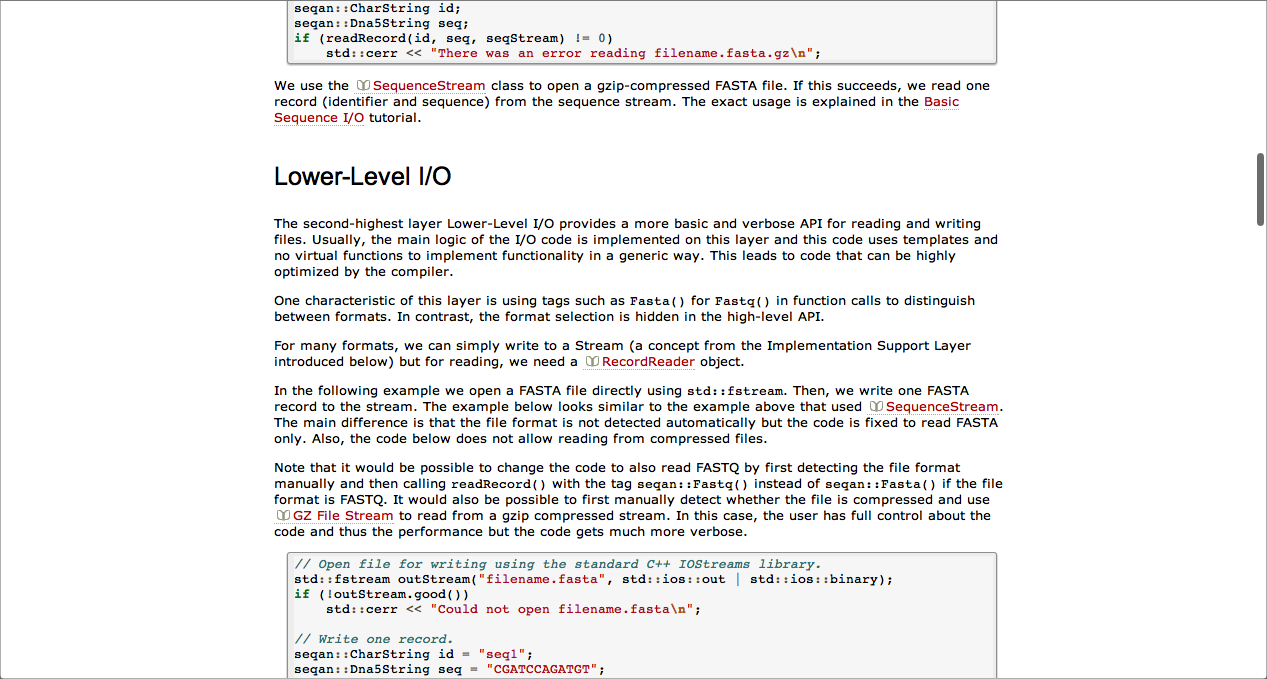 seqan::CharString id;
seqan::Dna5String seq;
if (readRecord(id, seq, seqStream) != 0)
    std::cerr << "There was an error reading filename.fasta.gz\n";
We use the SequenceStream class to open a gzip-compressed FASTA file. If this succeeds, we read one
record (identifier and sequence) from the sequence stream. The exact usage is explained in the Basic
Sequence I/O tutorial.
Lower-Level I/O
The second-highest layer Lower-Level I/O provides a more basic and verbose API for reading and writing
files. Usually, the main logic of the I/O code is implemented on this layer and this code uses templates and
no virtual functions to implement functionality in a generic way. This leads to code that can be highly
optimized by the compiler.
One characteristic of this layer is using tags such as Fasta() for Fastq() in function calls to distinguish
between formats. In contrast, the format selection is hidden in the high-level API.
For many formats, we can simply write to a Stream (a concept from the Implementation Support Layer
introduced below) but for reading, we need a RecordReader object.
In the following example we open a FASTA file directly using std::fstream. Then, we write one FASTA
record to the stream. The example below looks similar to the example above that used SequenceStream.
The main difference is that the file format is not detected automatically but the code is fixed to read FASTA
only. Also, the code below does not allow reading from compressed files.
Note that it would be possible to change the code to also read FASTQ by first detecting the file format
manually and then calling readRecord() with the tag seqan::Fastq() instead of seqan::Fasta() if the file
format is FASTQ. It would also be possible to first manually detect whether the file is compressed and use
GZ File Stream to read from a gzip compressed stream. In this case, the user has full control about the
code and thus the performance but the code gets much more verbose.
// Open file for writing using the standard C++ IOStreams library.
std::fstream outStream("filename.fasta", std::ios::out | std::ios::binary);
if (!outStream.good())
    std::cerr << "Could not open filename.fasta\n";
// Write one record.
seqan::CharString id = "seq1";
seqan::Dna5String seq = "CGATCCAGATGT";